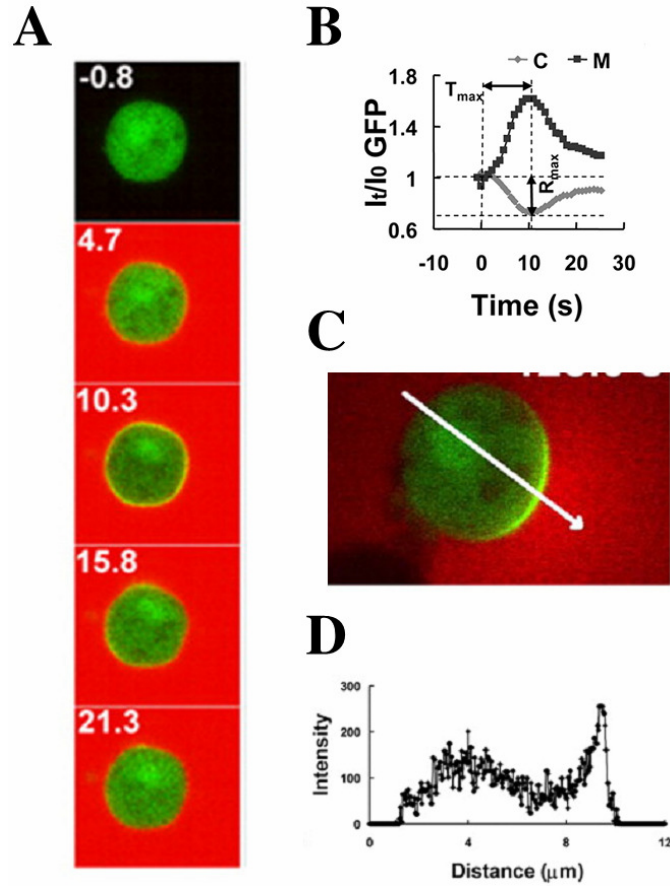 A
-0.8
4.7
10.3
15.8
21.3
B
C M
1.8
1.4
1
0.6
It/I0 GFP
Tmax
Rmax
-10 0 10 20 30
Time (s)
C
D
300
200
100
0
Intensity
0 4 8 12
Distance (μm)